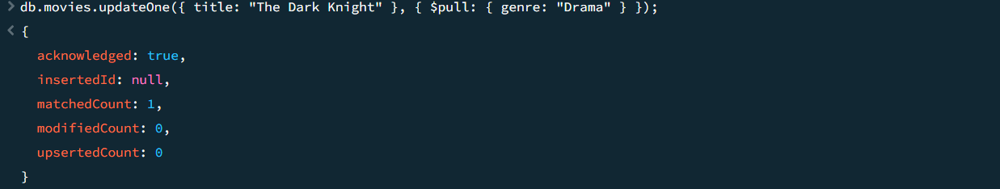 > db.movies.updateOne({ title: "The Dark Knight" }, { $pull: { genre: "Drama" } });
< {
acknowledged: true,
insertedId: null,
matchedCount: 1,
modifiedCount: 0,
upsertedCount: 0
}